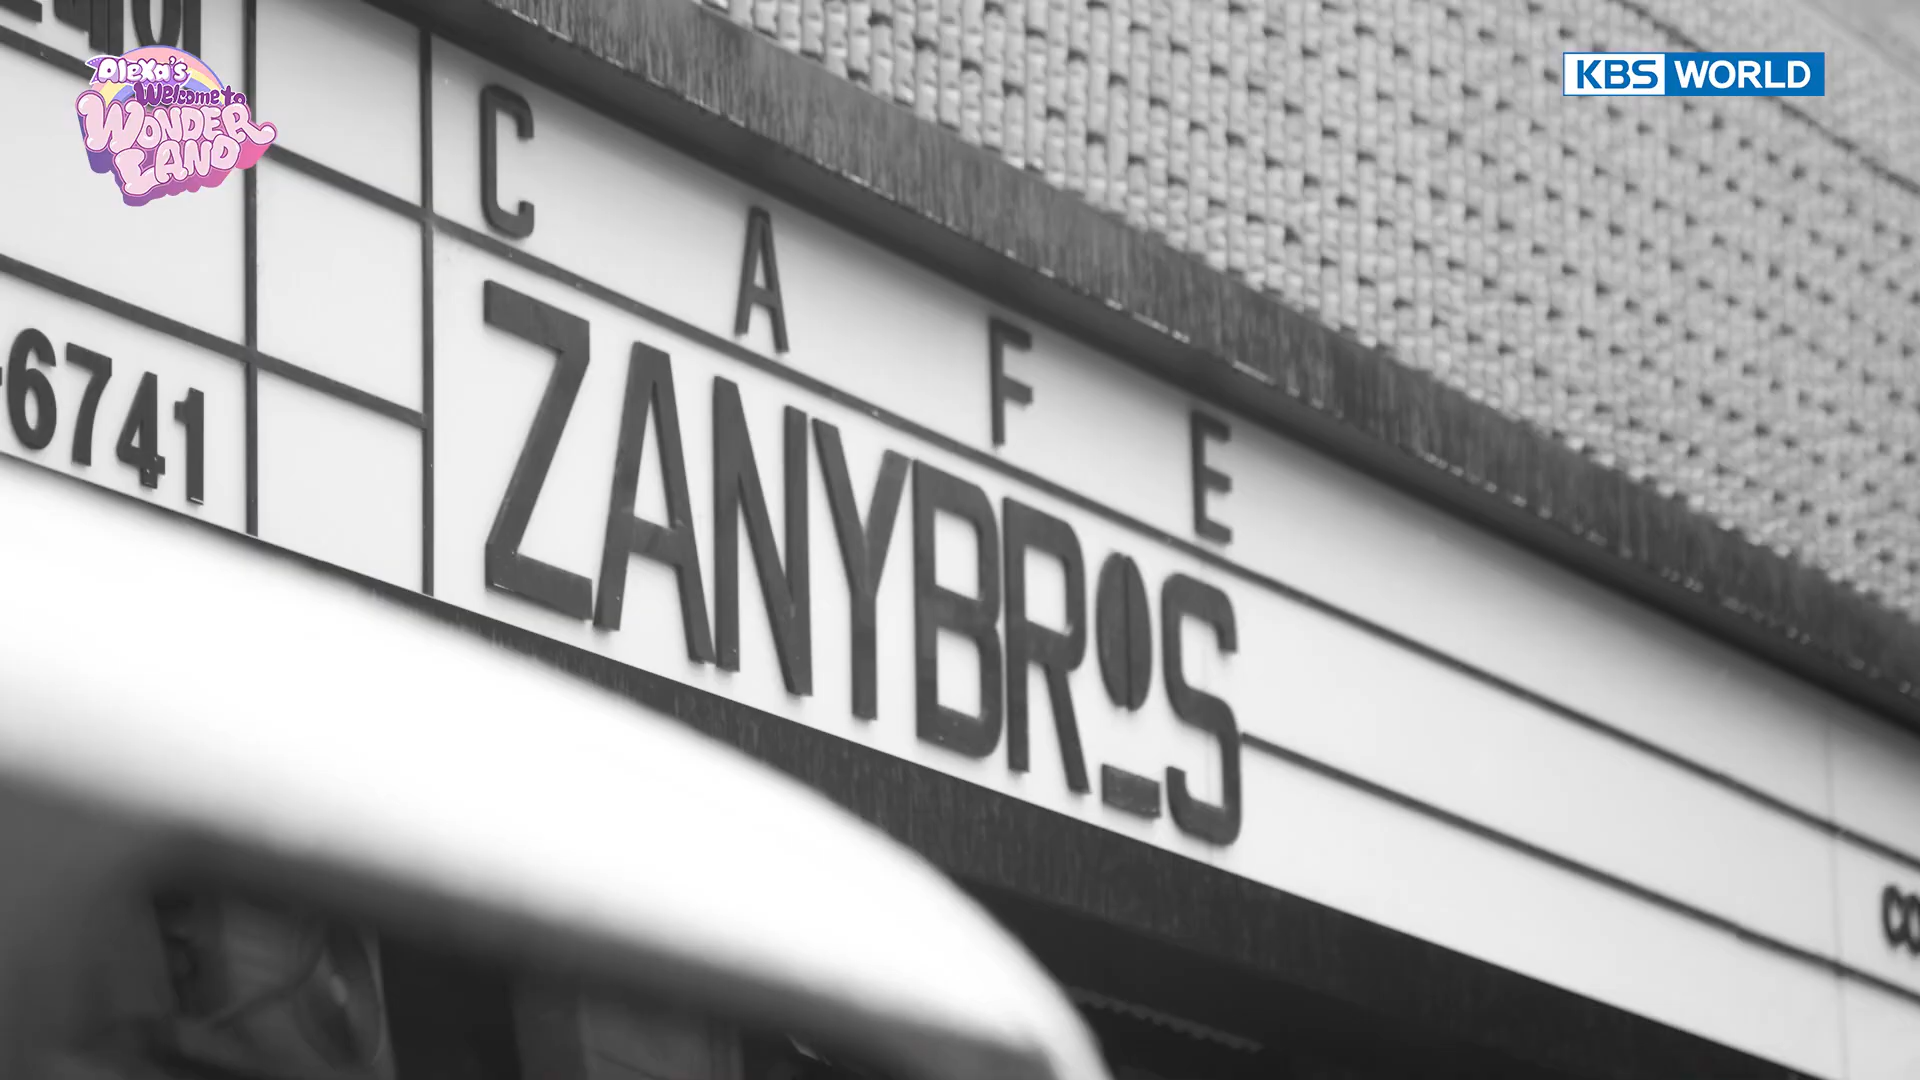 AleXa's
Welcome to
WONDER
LAND
KBS WORLD
CAFE
ZANYBROS
-6741